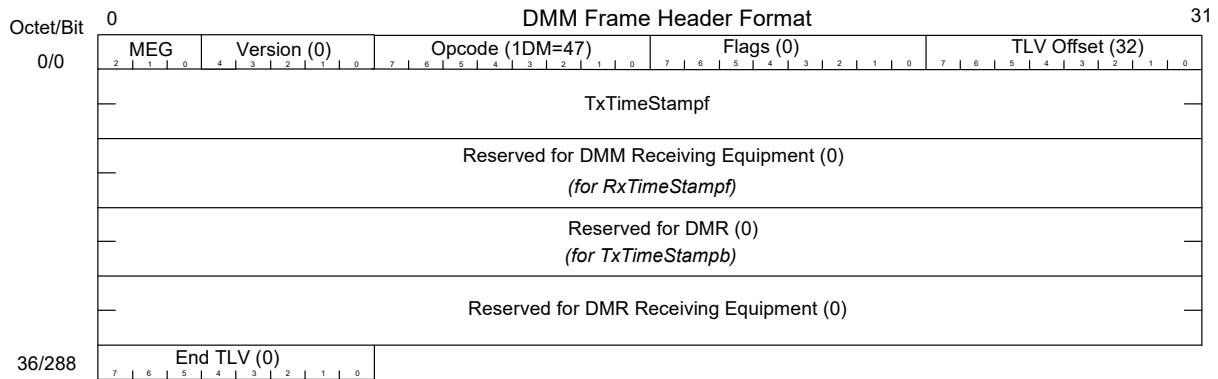 Octet/Bit 0 DMM Frame Header Format 31
0/0 MEG Version (0) Opcode (1DM=47) Flags (0) TLV Offset (32)
2 1 0 4 3 2 1 0 7 6 5 4 3 2 1 0 7 6 5 4 3 2 1 0 7 6 5 4 3 2 1 0
TxTimeStampf
Reserved for DMM Receiving Equipment (0)
(for RxTimeStampf)
Reserved for DMR (0)
(for TxTimeStampb)
Reserved for DMR Receiving Equipment (0)
36/288 End TLV (0)
7 6 5 4 3 2 1 0